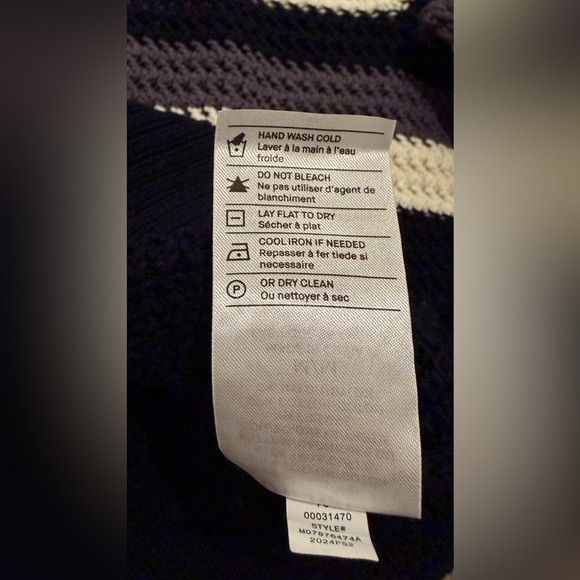 HAND WASH COLD
Laver à la main à l'eau
froide
DO NOT BLEACH
Ne pas utiliser d'agent de
blanchiment
LAY FLAT TO DRY
Sécher à plat
COOL IRON IF NEEDED
Repasser à fer tiede si
necessaire
P
OR DRY CLEAN
Ou nettoyer à sec
00031470
STYLE#
M07876474A
2024PS2